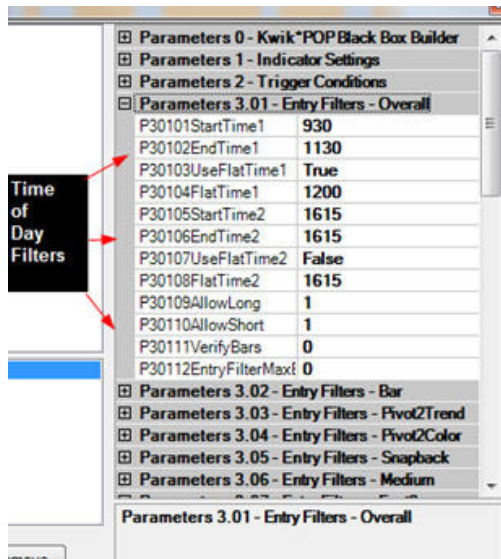 Parameters 0 - Kwik*POP Black Box Builder
Parameters 1 - Indicator Settings
Parameters 2 - Trigger Conditions
Parameters 3.01 - Entry Filters - Overall
P30101StartTime1 930
P30102EndTime1 1130
P30103UseFlatTime1 True
P30104FlatTime1 1200
P30105StartTime2 1615
P30106EndTime2 1615
P30107UseFlatTime2 False
P30108FlatTime2 1615
P30109AllowLong 1
P30110AllowShort 1
P30111VerifyBars 0
P30112EntryFilterMaxE 0
Parameters 3.02 - Entry Filters - Bar
Parameters 3.03 - Entry Filters - Pivot2Trend
Parameters 3.04 - Entry Filters - Pivot2Color
Parameters 3.05 - Entry Filters - Snapback
Parameters 3.06 - Entry Filters - Medium
Parameters 3.01 - Entry Filters - Overall
Time
of
Day
Filters